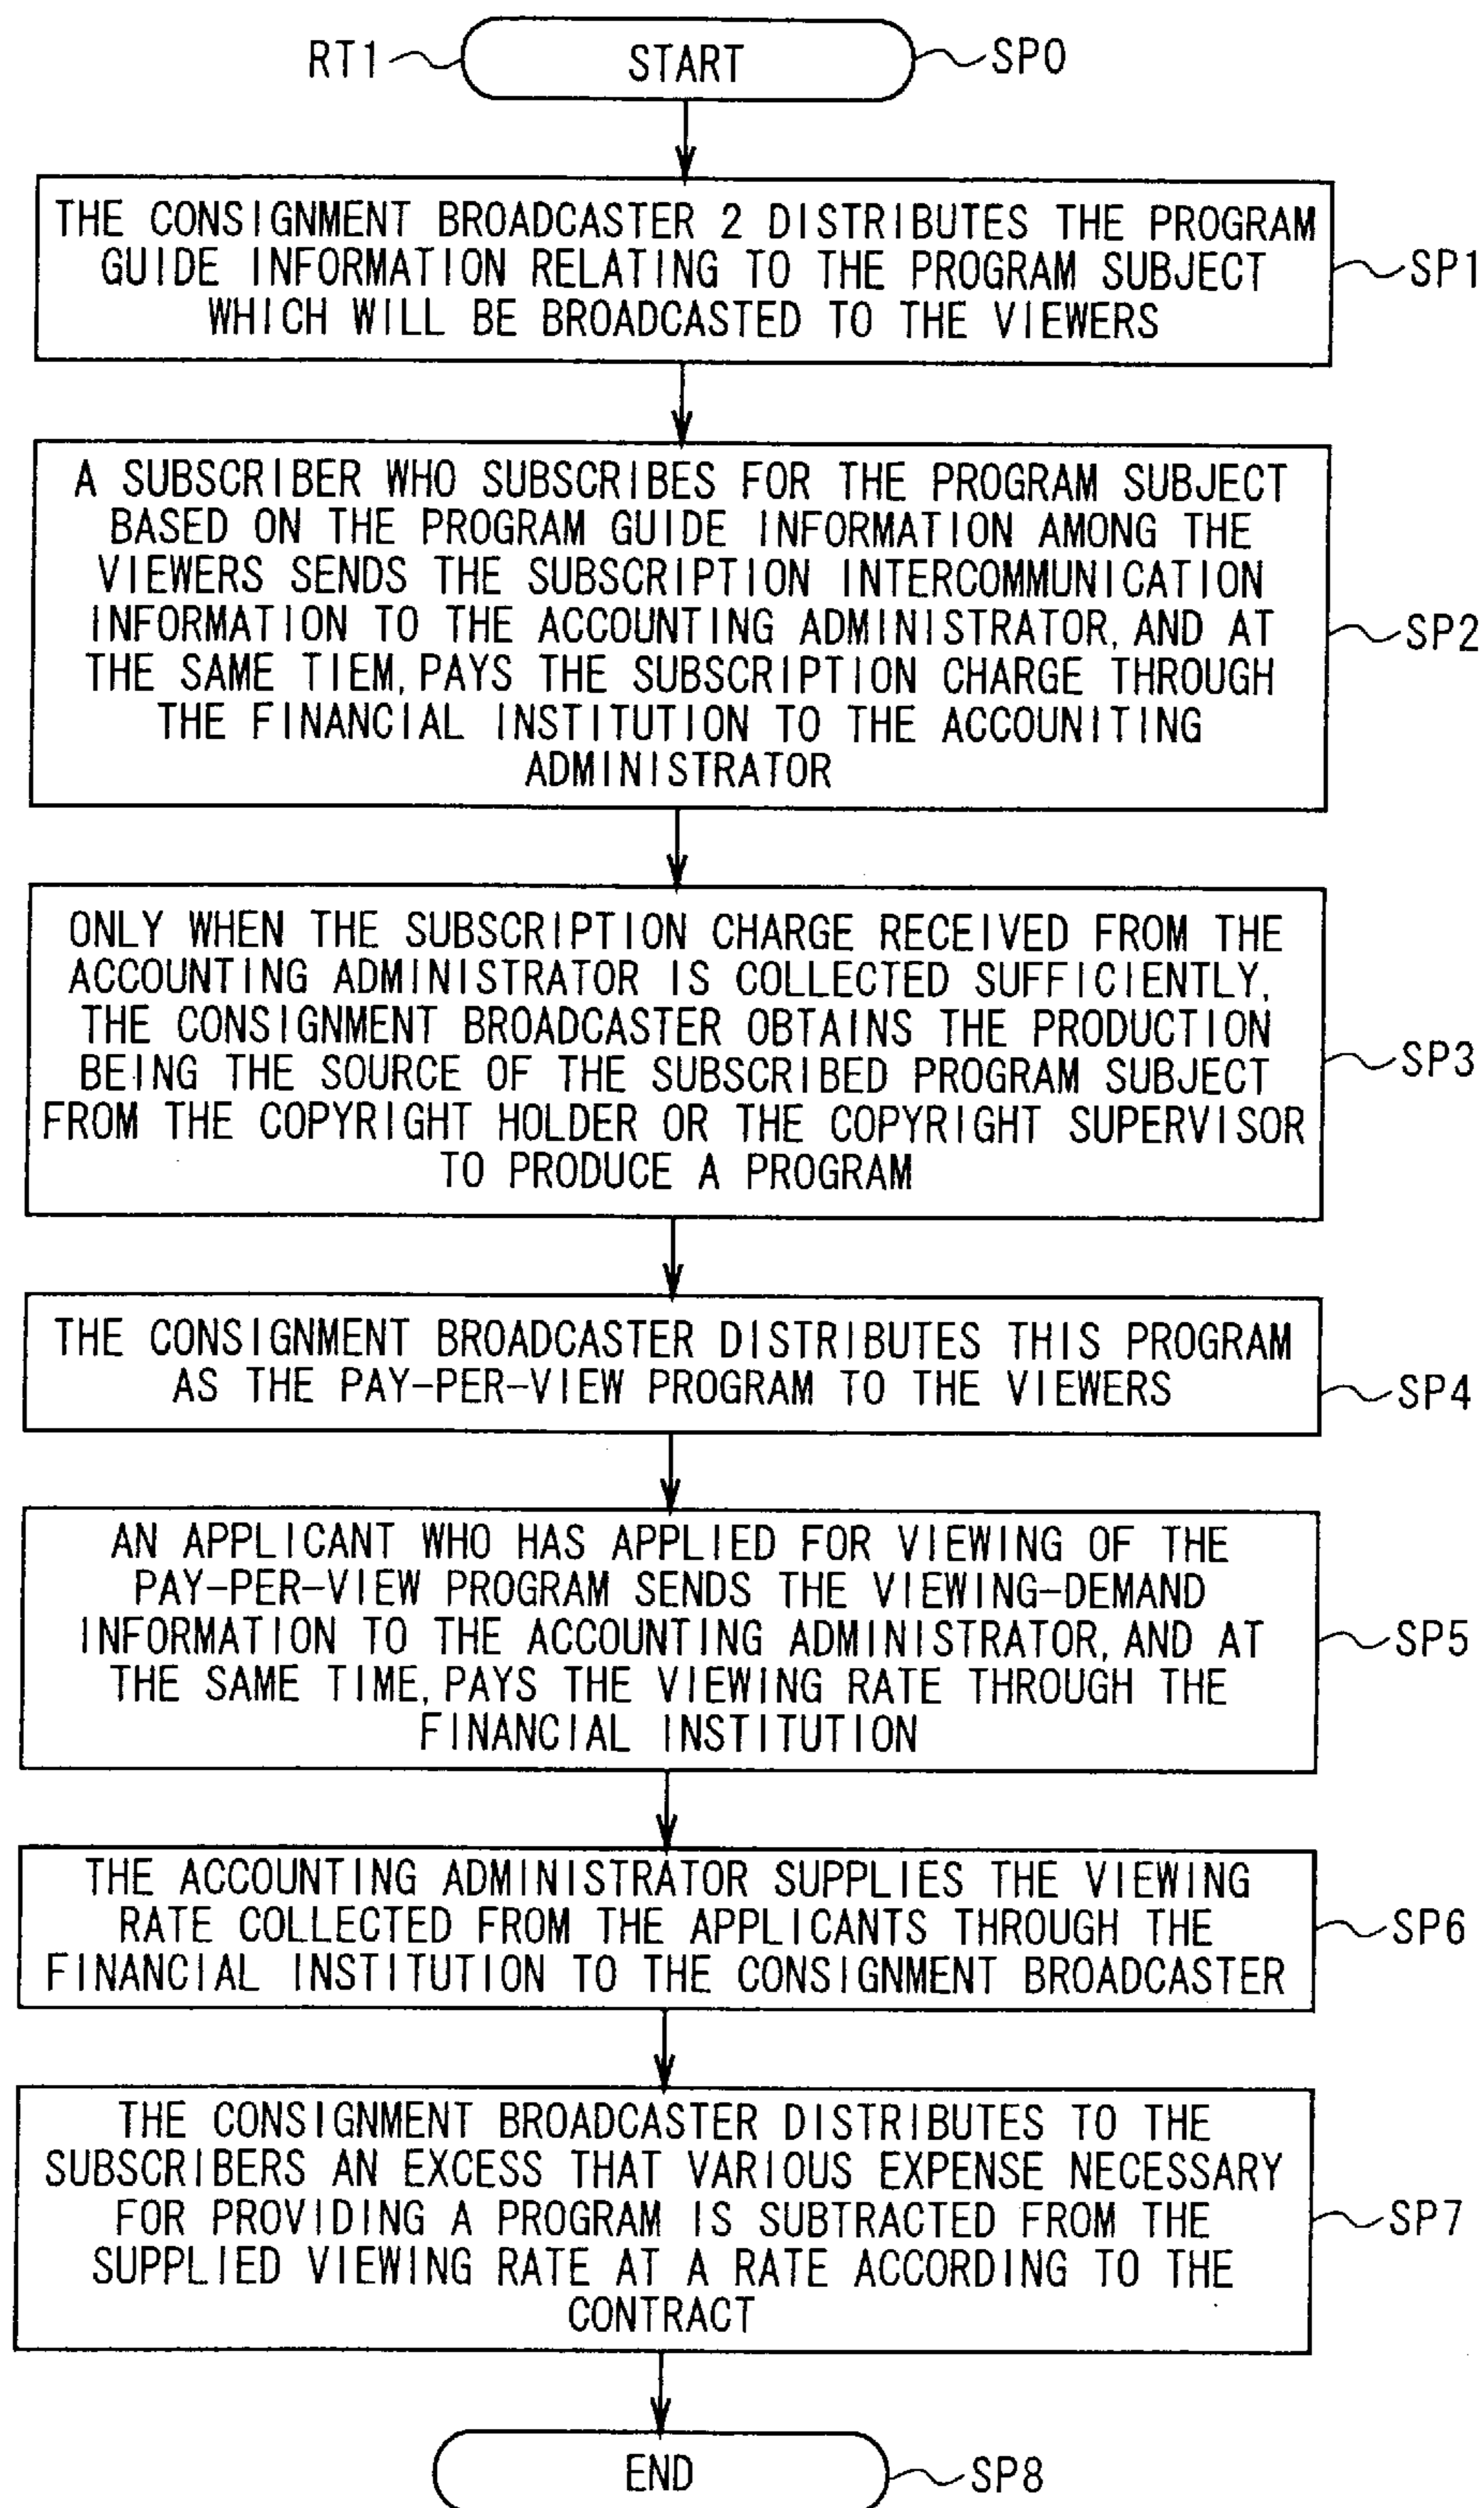 RT1 START SP0
THE CONSIGNMENT BROADCASTER 2 DISTRIBUTES THE PROGRAM
GUIDE INFORMATION RELATING TO THE PROGRAM SUBJECT
WHICH WILL BE BROADCASTED TO THE VIEWERS
SP1
A SUBSCRIBER WHO SUBSCRIBES FOR THE PROGRAM SUBJECT
BASED ON THE PROGRAM GUIDE INFORMATION AMONG THE
VIEWERS SENDS THE SUBSCRIPTION INTERCOMMUNICATION
INFORMATION TO THE ACCOUNTING ADMINISTRATOR, AND AT
THE SAME TIEM, PAYS THE SUBSCRIPTION CHARGE THROUGH
THE FINANCIAL INSTITUTION TO THE ACCOUNITING
ADMINISTRATOR
SP2
ONLY WHEN THE SUBSCRIPTION CHARGE RECEIVED FROM THE
ACCOUNTING ADMINISTRATOR IS COLLECTED SUFFICIENTLY,
THE CONSIGNMENT BROADCASTER OBTAINS THE PRODUCTION
BEING THE SOURCE OF THE SUBSCRIBED PROGRAM SUBJECT
FROM THE COPYRIGHT HOLDER OR THE COPYRIGHT SUPERVISOR
TO PRODUCE A PROGRAM
SP3
THE CONSIGNMENT BROADCASTER DISTRIBUTES THIS PROGRAM
AS THE PAY-PER-VIEW PROGRAM TO THE VIEWERS
SP4
AN APPLICANT WHO HAS APPLIED FOR VIEWING OF THE
PAY-PER-VIEW PROGRAM SENDS THE VIEWING-DEMAND
INFORMATION TO THE ACCOUNTING ADMINISTRATOR, AND AT
THE SAME TIME, PAYS THE VIEWING RATE THROUGH THE
FINANCIAL INSTITUTION
SP5
THE ACCOUNTING ADMINISTRATOR SUPPLIES THE VIEWING
RATE COLLECTED FROM THE APPLICANTS THROUGH THE
FINANCIAL INSTITUTION TO THE CONSIGNMENT BROADCASTER
SP6
THE CONSIGNMENT BROADCASTER DISTRIBUTES TO THE
SUBSCRIBERS AN EXCESS THAT VARIOUS EXPENSE NECESSARY
FOR PROVIDING A PROGRAM IS SUBTRACTED FROM THE
SUPPLIED VIEWING RATE AT A RATE ACCORDING TO THE
CONTRACT
SP7
END SP8